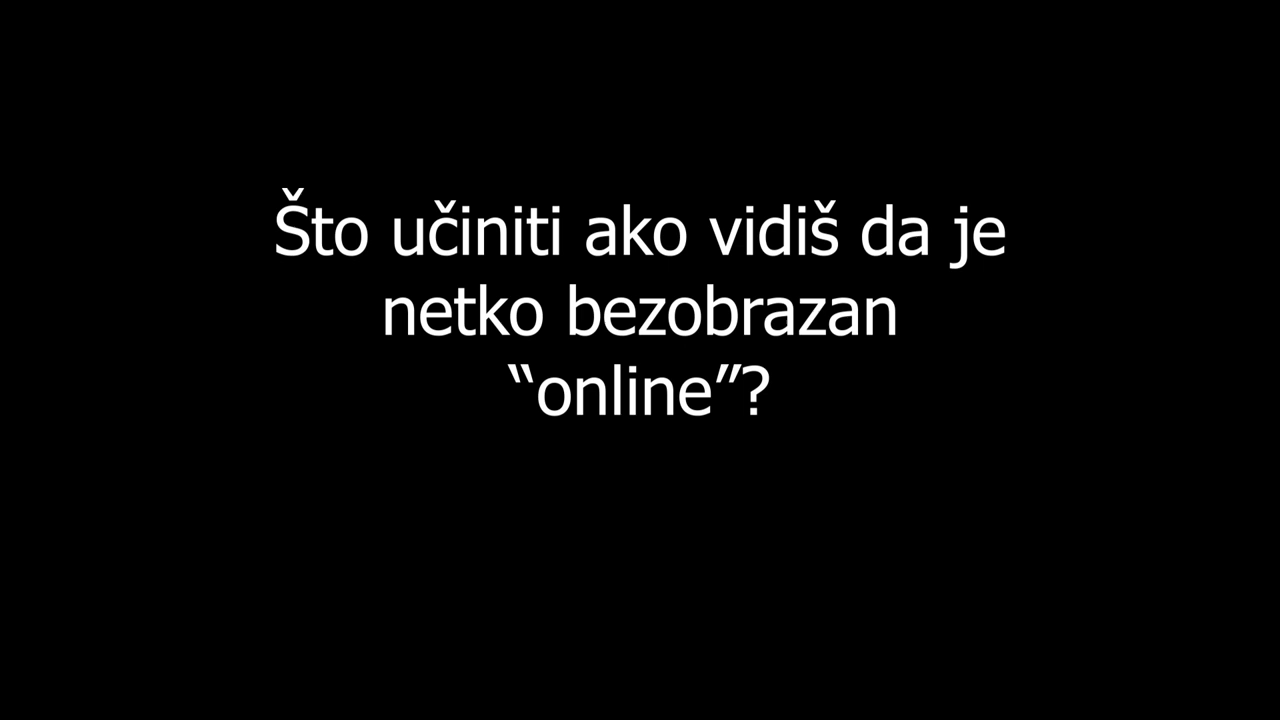 Što učiniti ako vidiš da je
netko bezobrazan
“online”?